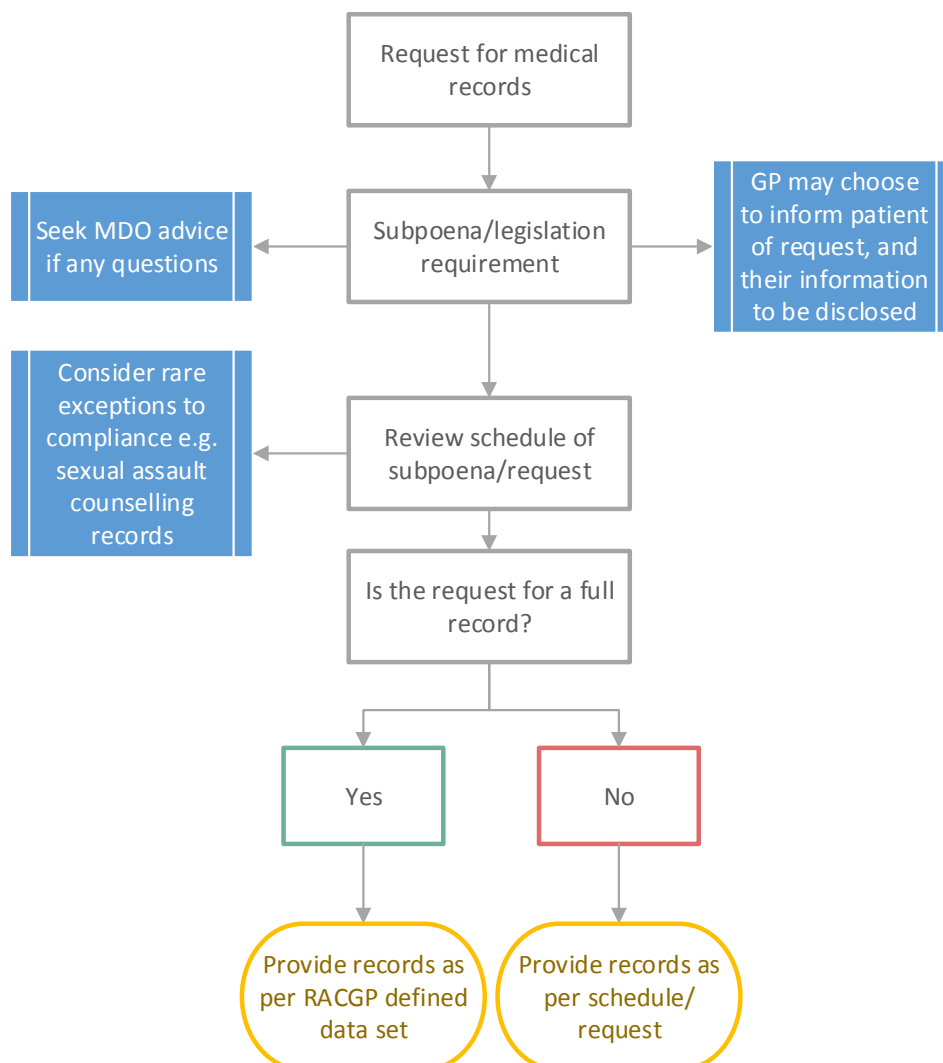 Request for medical
records
Seek MDO advice
if any questions
Subpoena/legislation
requirement
GP may choose
to inform patient
of request, and
their information
to be disclosed
Consider rare
exceptions to
compliance e.g.
sexual assault
counselling
records
Review schedule of
subpoena/request
Is the request for a full
record?
Yes
No
Provide records as
per RACGP defined
data set
Provide records as
per schedule/
request